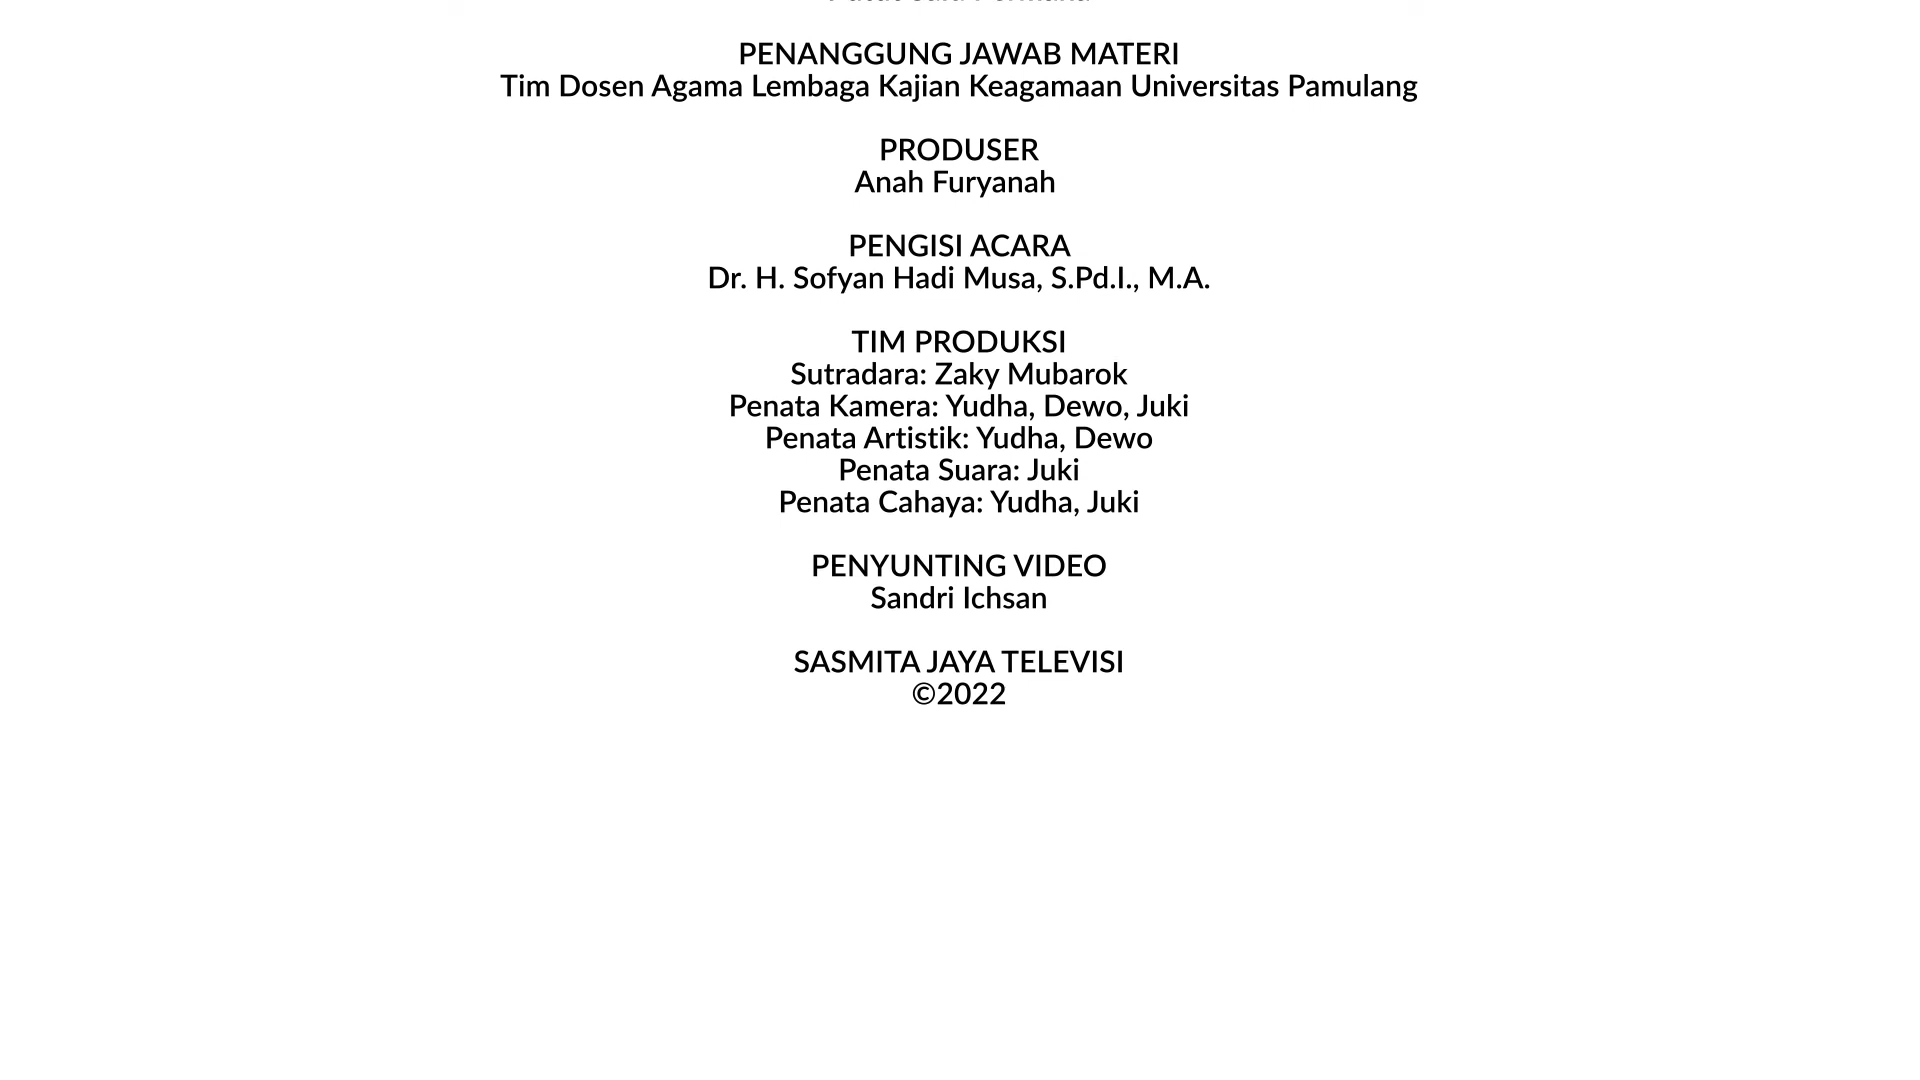 PENANGGUNG JAWAB MATERI
Tim Dosen Agama Lembaga Kajian Keagamaan Universitas Pamulang
PRODUSER
Anah Furyanah
PENGISI ACARA
Dr. H. Sofyan Hadi Musa, S.Pd.I., M.A.
TIM PRODUKSI
Sutradara: Zaky Mubarok
Penata Kamera: Yudha, Dewo, Juki
Penata Artistik: Yudha, Dewo
Penata Suara: Juki
Penata Cahaya: Yudha, Juki
PENYUNTING VIDEO
Sandri Ichsan
SASMITA JAYA TELEVISI
©2022